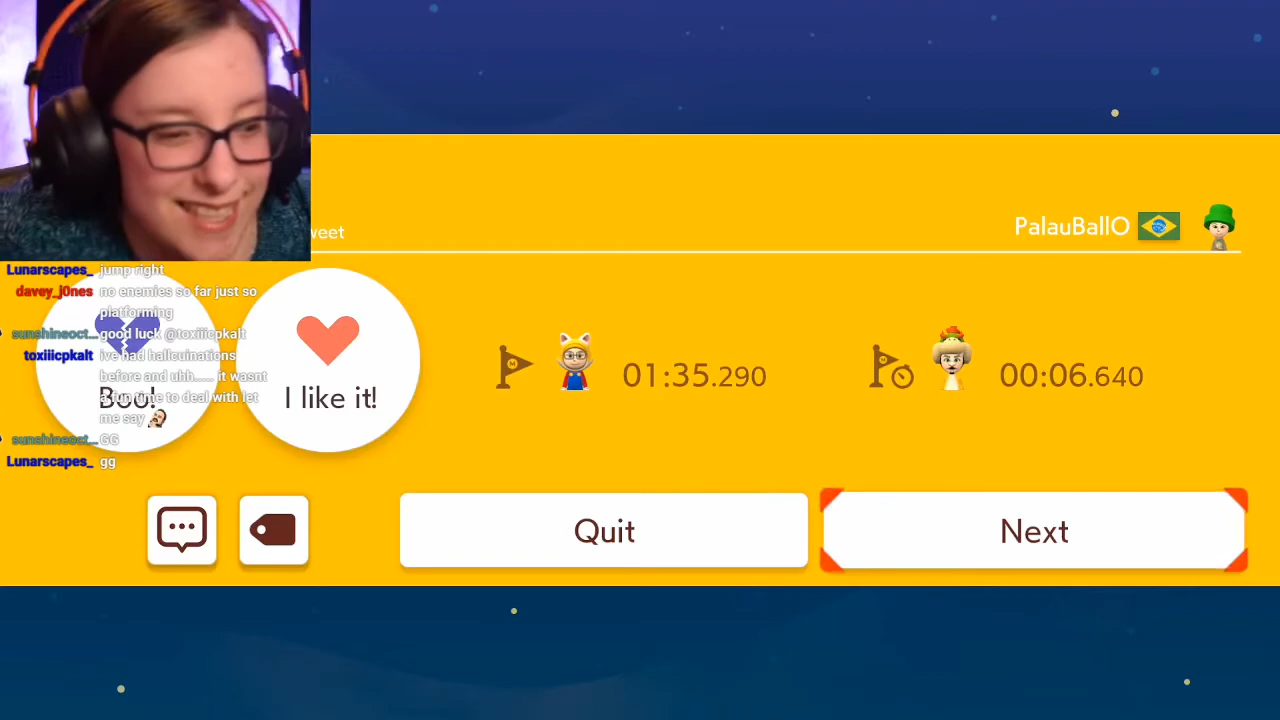 weet
PalauBallO
Lunarscapes_ jump right
davey_j0nes no enemies so far just so
platforming
sunshineoct... good luck @toxiiicpkalt
toxiiicpkalt ive had hallcuinations
before and uhh..... it wasnt
a fun time to deal with let
me say
sunshineoct... GG
Lunarscapes_ gg
Boo!
I like it!
M
01:35.290
M
00:06.640
Quit
Next